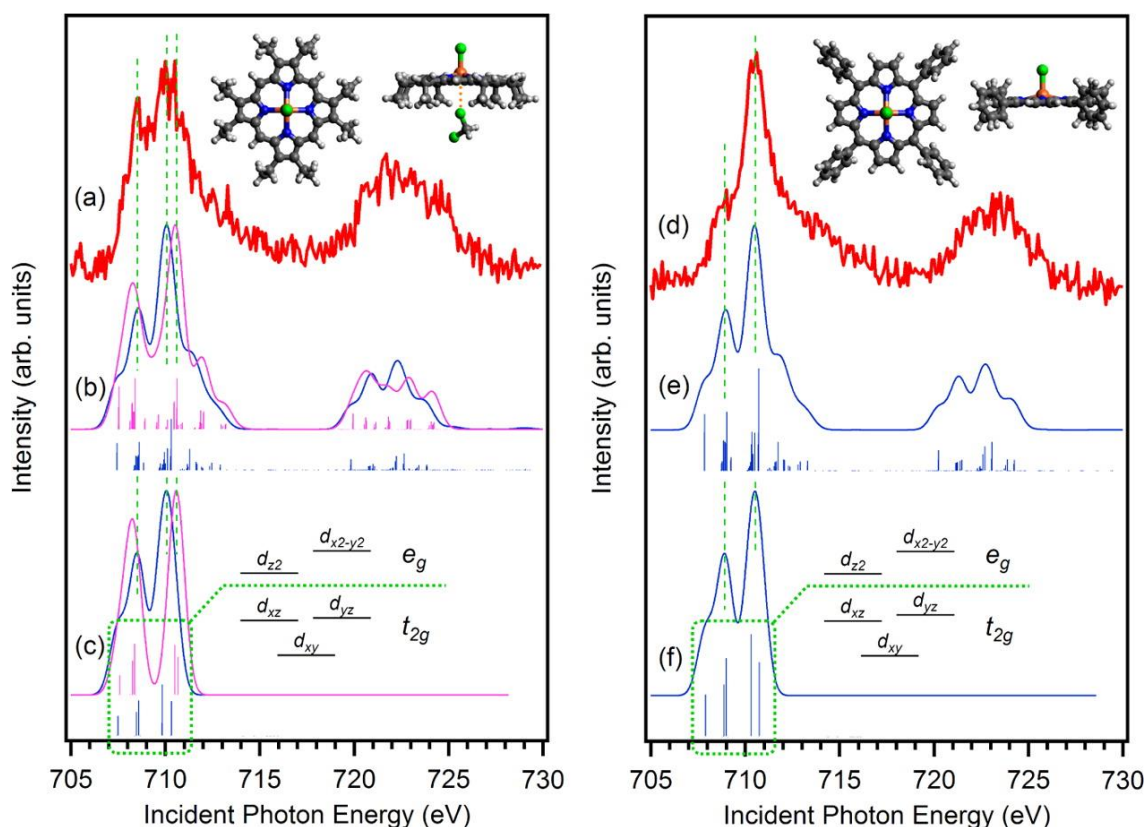 (a)
(b)
(c)
d_{z2}
d_{x2-y2}
e_g
d_{xz}
d_{yz}
t_{2g}
d_{xy}
Intensity (arb. units)
705 710 715 720 725 730
Incident Photon Energy (eV)
(d)
(e)
(f)
d_{z2}
d_{x2-y2}
e_g
d_{xz}
d_{yz}
t_{2g}
d_{xy}
Intensity (arb. units)
705 710 715 720 725 730
Incident Photon Energy (eV)